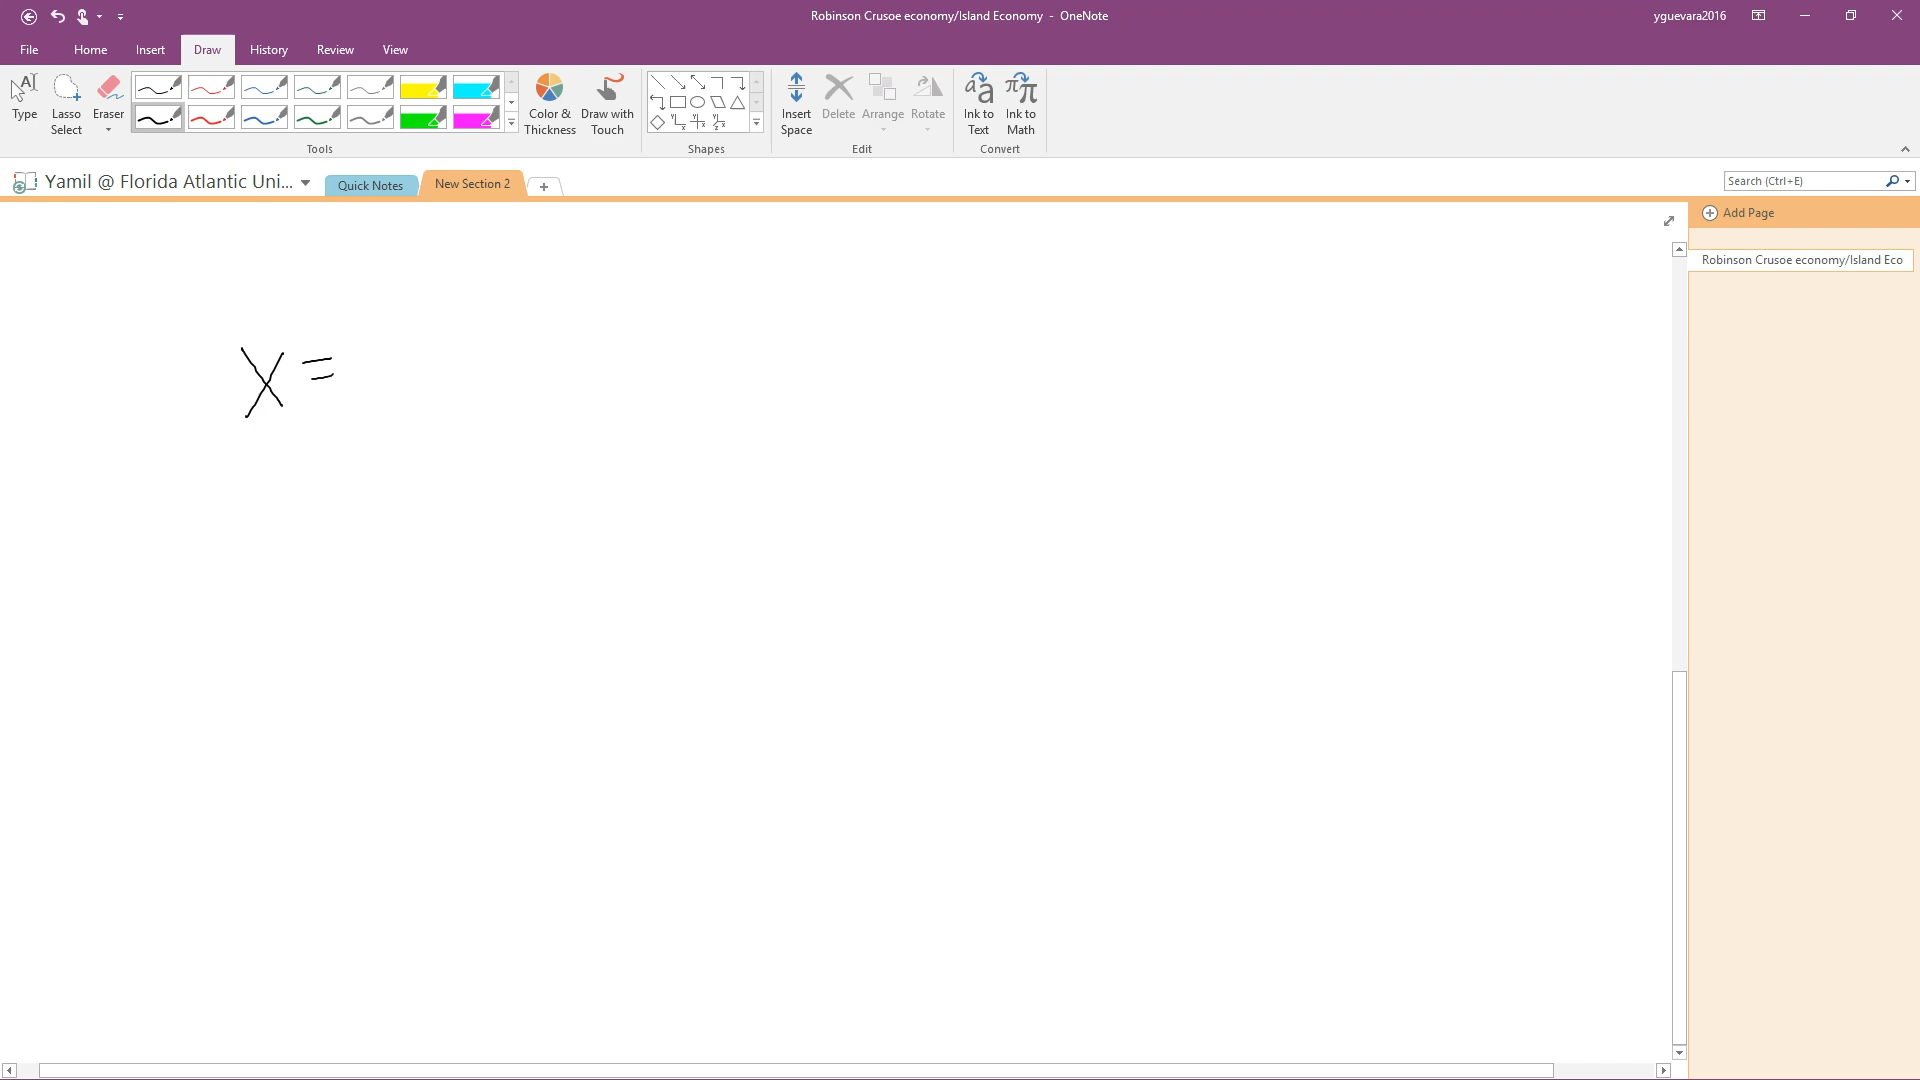 Robinson Crusoe economy/Island Economy - OneNote
yguevara2016
File Home Insert Draw History Review View
Type
Lasso Select
Eraser
Color & Thickness
Draw with Touch
Insert Space
Delete
Arrange
Rotate
Ink to Text
Ink to Math
Tools
Shapes
Edit
Convert
Yamil @ Florida Atlantic Uni...
Quick Notes
New Section 2
Search (Ctrl+E)
Add Page
Robinson Crusoe economy/Island Eco
X =